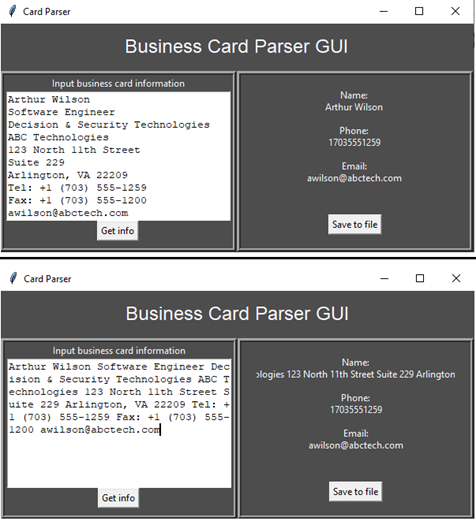 Card Parser
Business Card Parser GUI
Input business card information
Arthur Wilson
Software Engineer
Decision & Security Technologies
ABC Technologies
123 North 11th Street
Suite 229
Arlington, VA 22209
Tel: +1 (703) 555-1259
Fax: +1 (703) 555-1200
awilson@abctech.com
Get info
Name:
Arthur Wilson
Phone:
17035551259
Email:
awilson@abctech.com
Save to file
Card Parser
Business Card Parser GUI
Input business card information
Arthur Wilson Software Engineer Dec
ision & Security Technologies ABC T
echnologies 123 North 11th Street S
uite 229 Arlington, VA 22209 Tel: +
1 (703) 555-1259 Fax: +1 (703) 555-
1200 awilson@abctech.com
Get info
Name:
ologies 123 North 11th Street Suite 229 Arlington
Phone:
17035551259
Email:
awilson@abctech.com
Save to file